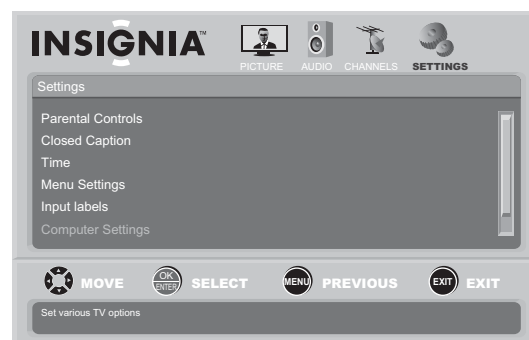 INSIGNIA™
PICTURE AUDIO CHANNELS SETTINGS
Settings
Parental Controls
Closed Caption
Time
Menu Settings
Input labels
Computer Settings
MOVE OK ENTER SELECT MENU PREVIOUS EXIT EXIT
Set various TV options